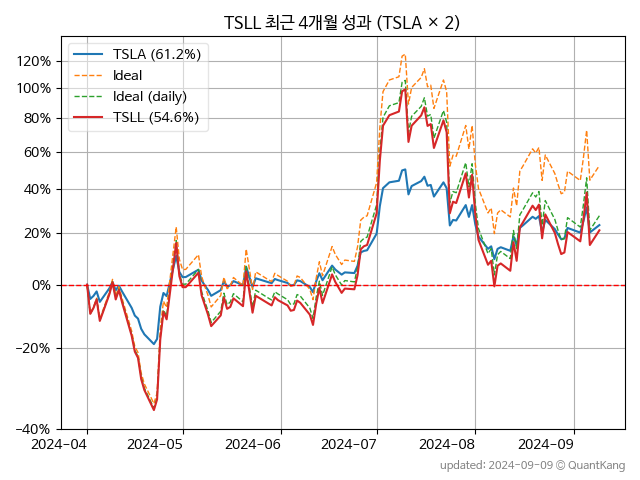 TSLL 최근 4개월 성과 (TSLA × 2)
TSLA (61.2%)
Ideal
Ideal (daily)
TSLL (54.6%)
120%
100%
80%
60%
40%
20%
0%
−20%
−40%
2024-04 2024-05 2024-06 2024-07 2024-08 2024-09
updated: 2024-09-09 © QuantKang